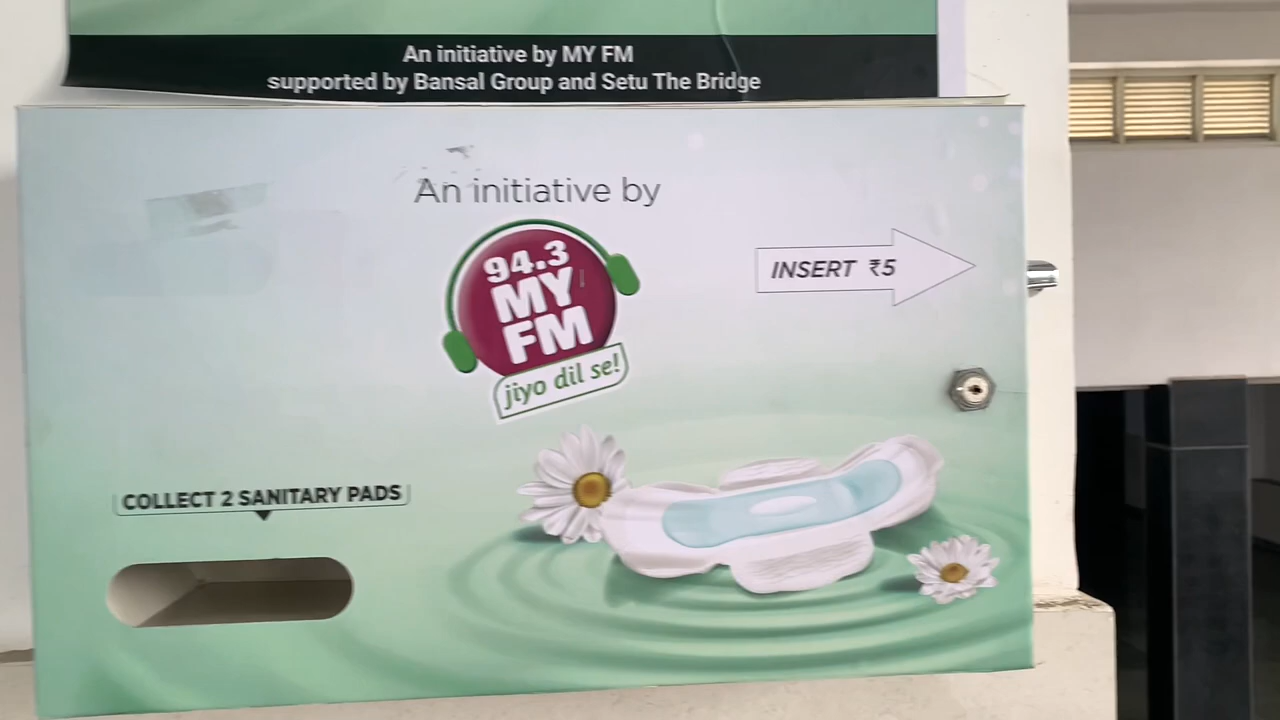 An initiative by MY FM
supported by Bansal Group and Setu The Bridge
An initiative by
94.3
MY
FM
jiyo dil se!
INSERT ₹5
COLLECT 2 SANITARY PADS